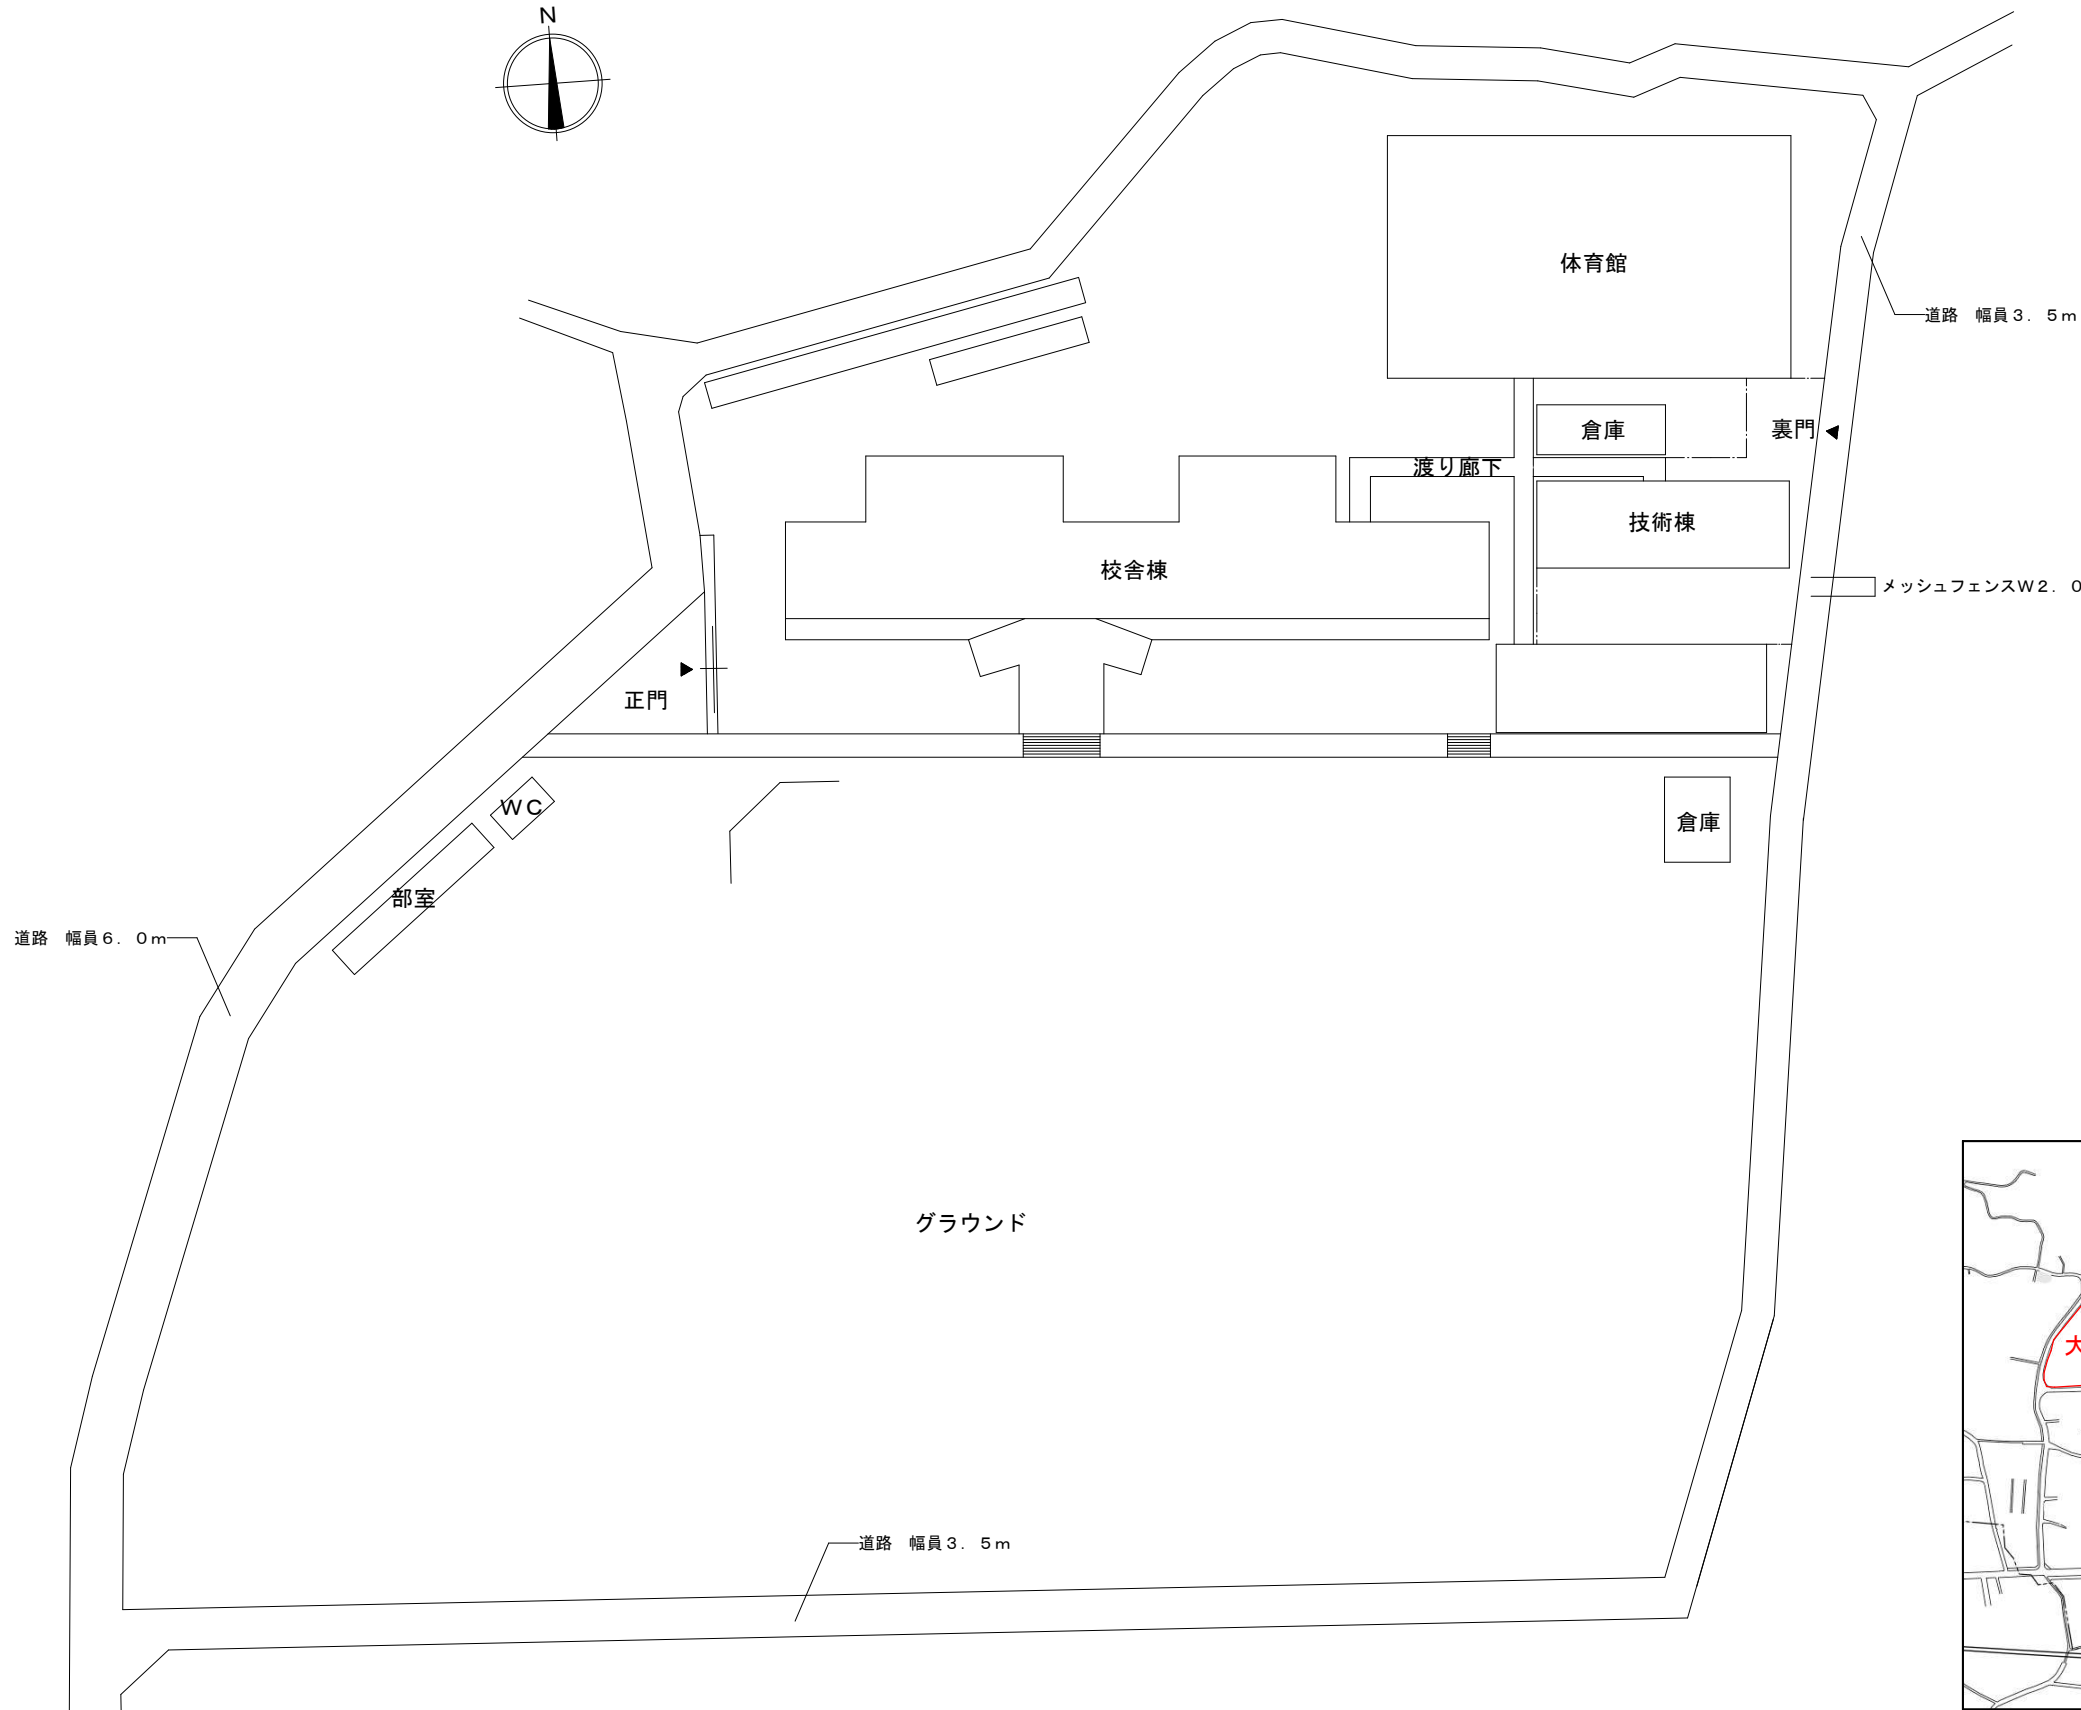 N
体育館
道路　幅員３．５ｍ
倉庫
裏門
渡り廊下
技術棟
校舎棟
メッシュフェンスＷ２．０
正門
ＷＣ
倉庫
部室
道路　幅員６．０ｍ
グラウンド
大
道路　幅員３．５ｍ